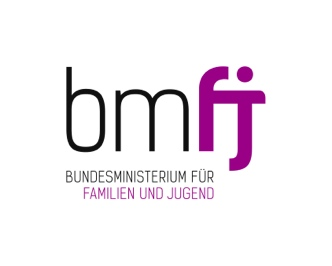 bmfj
BUNDESMINISTERIUM FÜR
FAMILIEN UND JUGEND